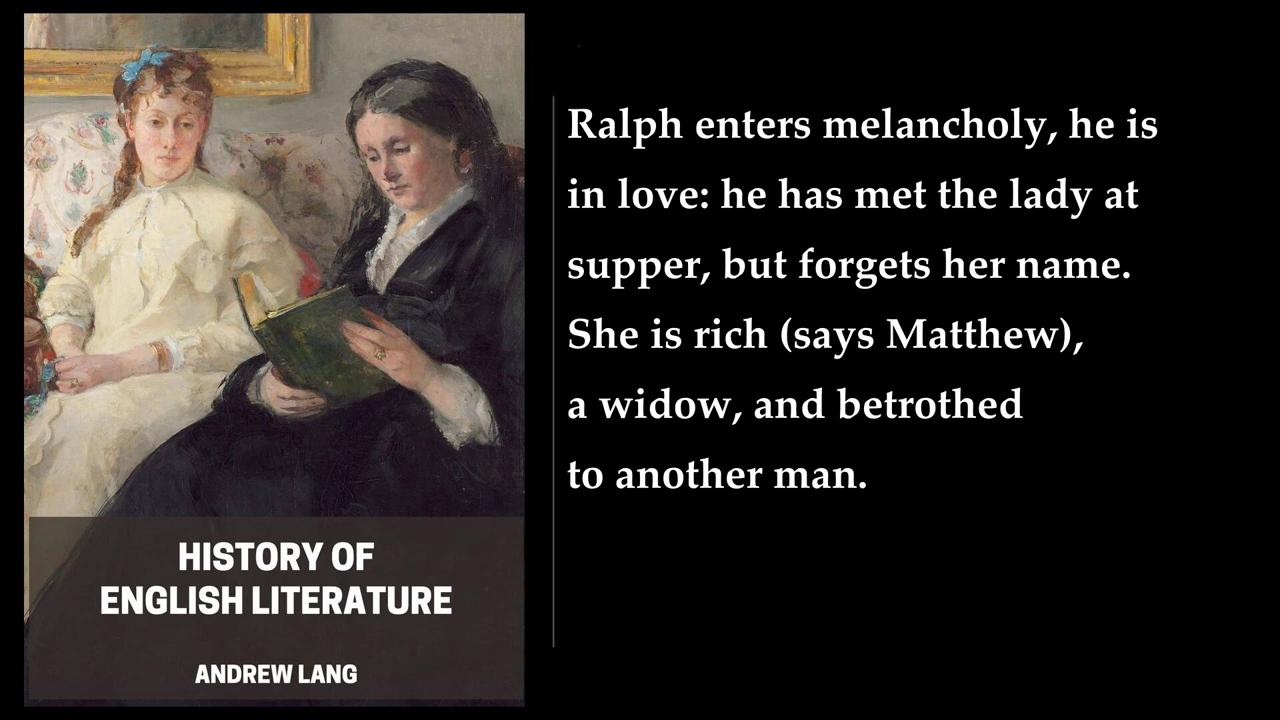 Ralph enters melancholy, he is
in love: he has met the lady at
supper, but forgets her name.
She is rich (says Matthew),
a widow, and betrothed
to another man.
HISTORY OF
ENGLISH LITERATURE
ANDREW LANG